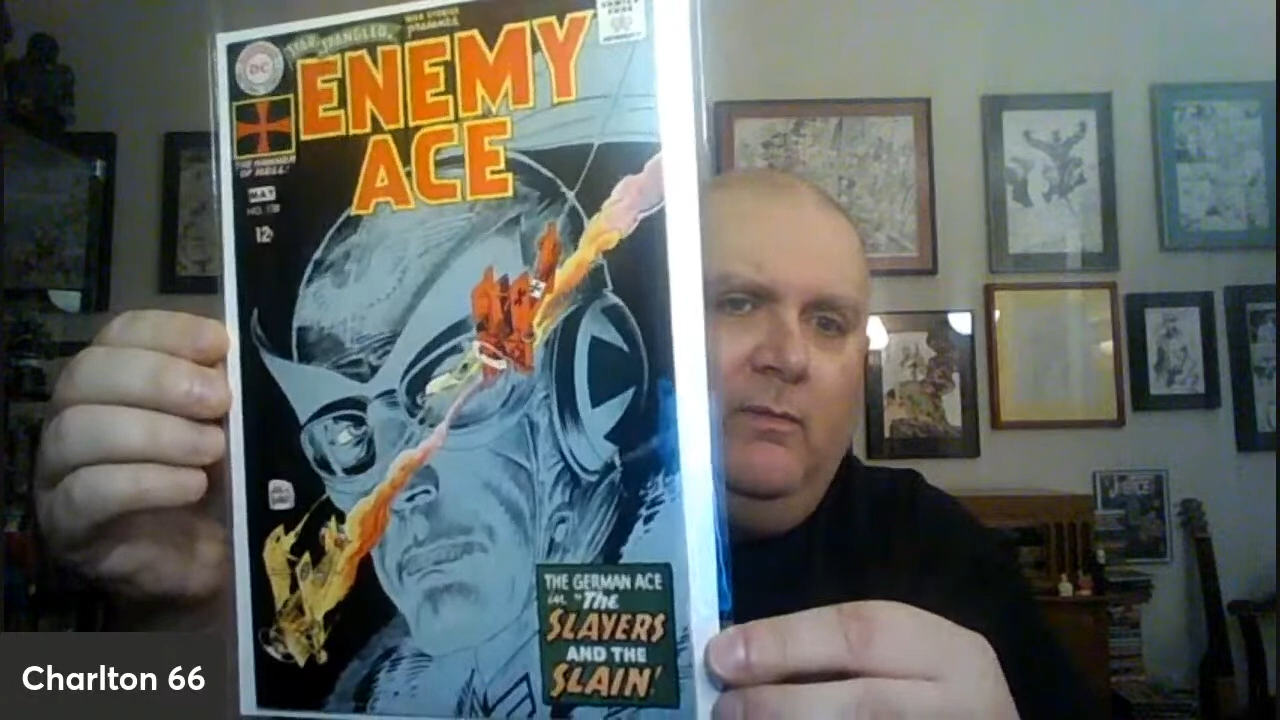 WAR STORIES
STAR SPANGLED
presents
DC
ENEMY
ACE
THE HAMMER
OF HELL!
MAY
NO. 138
12¢
THE GERMAN ACE
in.. "The
SLAYERS
AND THE
SLAIN!
Charlton 66